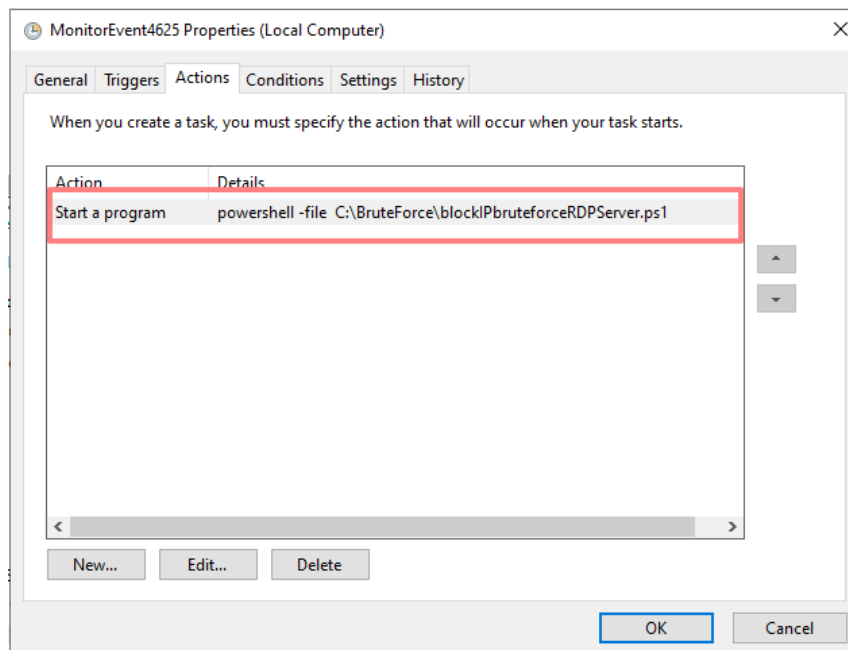 MonitorEvent4625 Properties (Local Computer)
General Triggers Actions Conditions Settings History
When you create a task, you must specify the action that will occur when your task starts.
Action Details
Start a program powershell -file C:\BruteForce\blockIPbruteforceRDPServer.ps1
New... Edit... Delete
OK Cancel